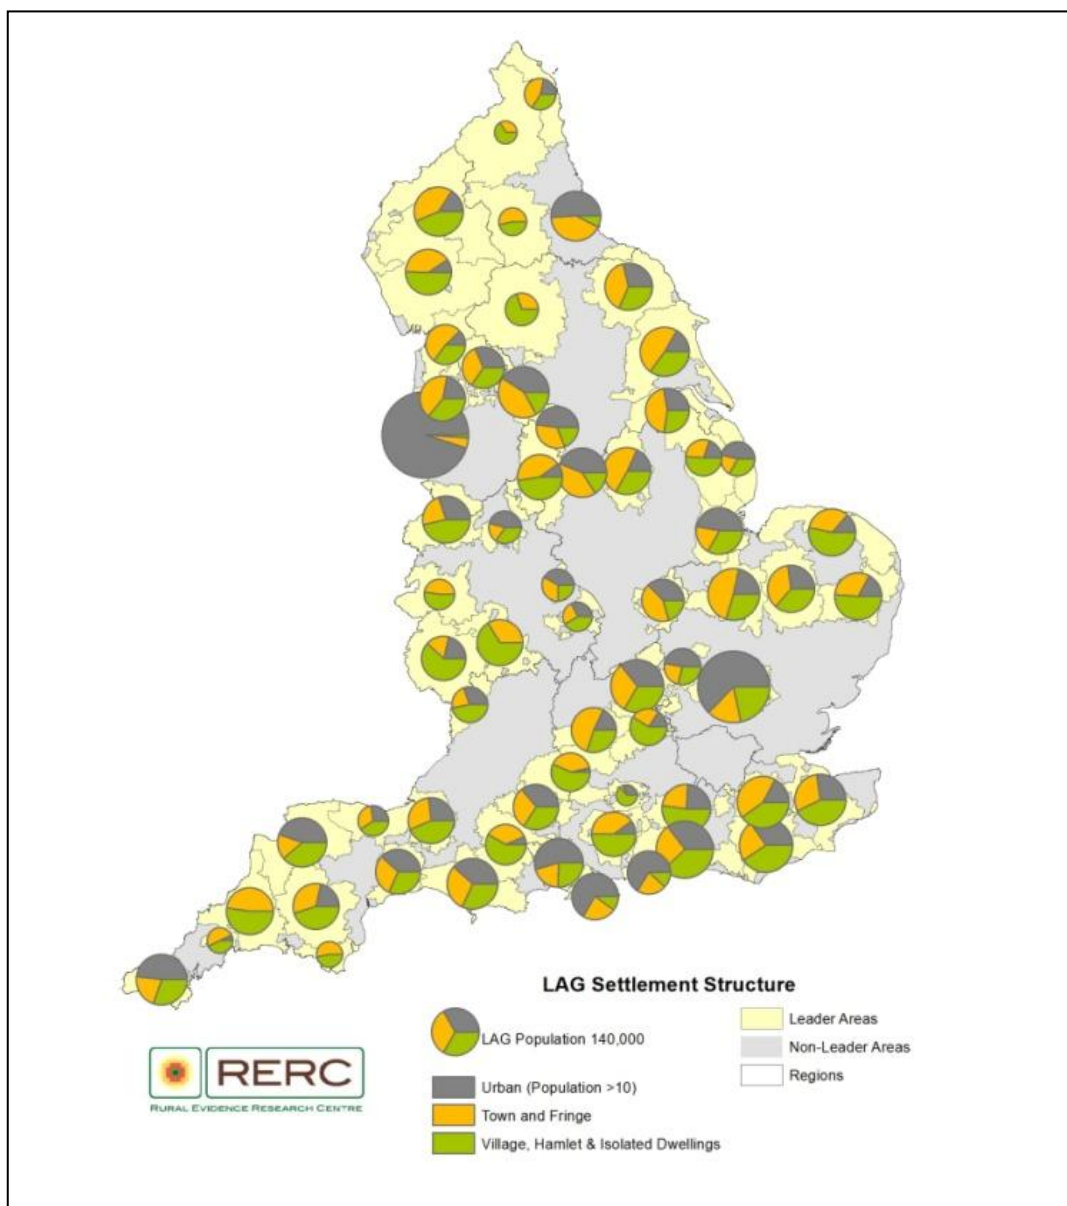 LAG Settlement Structure
LAG Population 140,000
Urban (Population >10)
Town and Fringe
Village, Hamlet & Isolated Dwellings
Leader Areas
Non-Leader Areas
Regions
RERC
RURAL EVIDENCE RESEARCH CENTRE